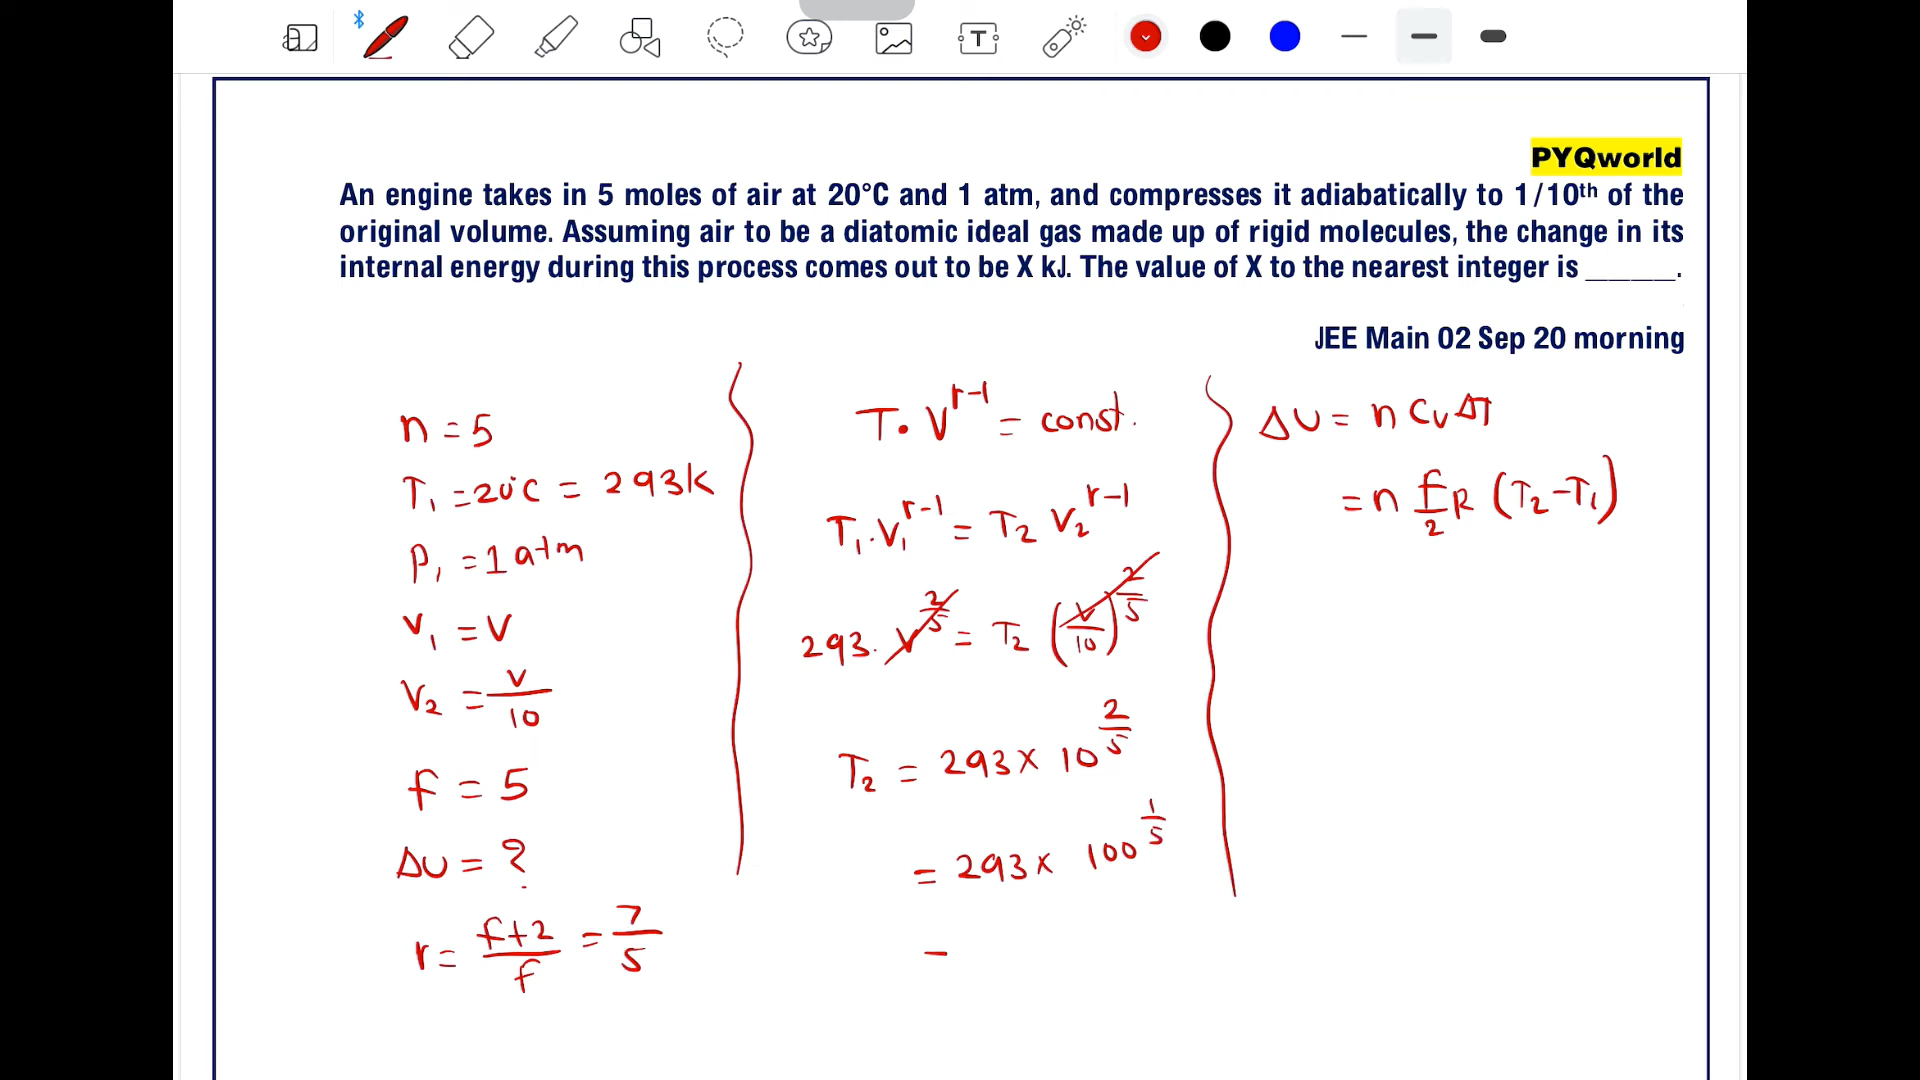 PYQworld
An engine takes in 5 moles of air at 20°C and 1 atm, and compresses it adiabatically to 1/10th of the
original volume. Assuming air to be a diatomic ideal gas made up of rigid molecules, the change in its
internal energy during this process comes out to be X kJ. The value of X to the nearest integer is _____.
JEE Main 02 Sep 20 morning
n = 5
T₁ = 20°C = 293K
P₁ = 1 atm
V₁ = V
V₂ = V/10
f = 5
ΔU = ?
r = (f+2)/f = 7/5
T · V^(r-1) = const.
T₁ · V₁^(r-1) = T₂ V₂^(r-1)
293 · V^(2/5) = T₂ (V/10)^(2/5)
T₂ = 293 × 10^(2/5)
= 293 × 100^(1/5)
ΔU = n Cv ΔT
= n f/2 R (T₂ - T₁)